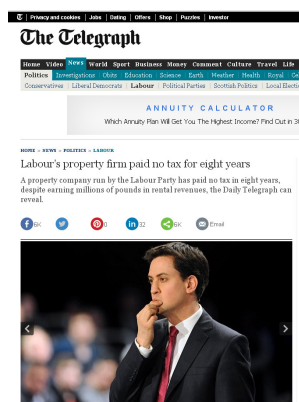 Privacy and cookies | Jobs | Dating | Offers | Shop | Puzzles | Investor
The Telegraph
Home Video News World Sport Business Money Comment Culture Travel Life
Politics Investigations Obits Education Science Earth Weather Health Royal
Conservatives Liberal Democrats Labour Political Parties Scottish Politics Local Electi
ANNUITY CALCULATOR
Which Annuity Plan Will Get You The Highest Income? Find Out in 3
HOME » NEWS » POLITICS » LABOUR
Labour's property firm paid no tax for eight years
A property company run by the Labour Party has paid no tax in eight years,
despite earning millions of pounds in rental revenues, the Daily Telegraph can
reveal.
6K 0 32 6K Email